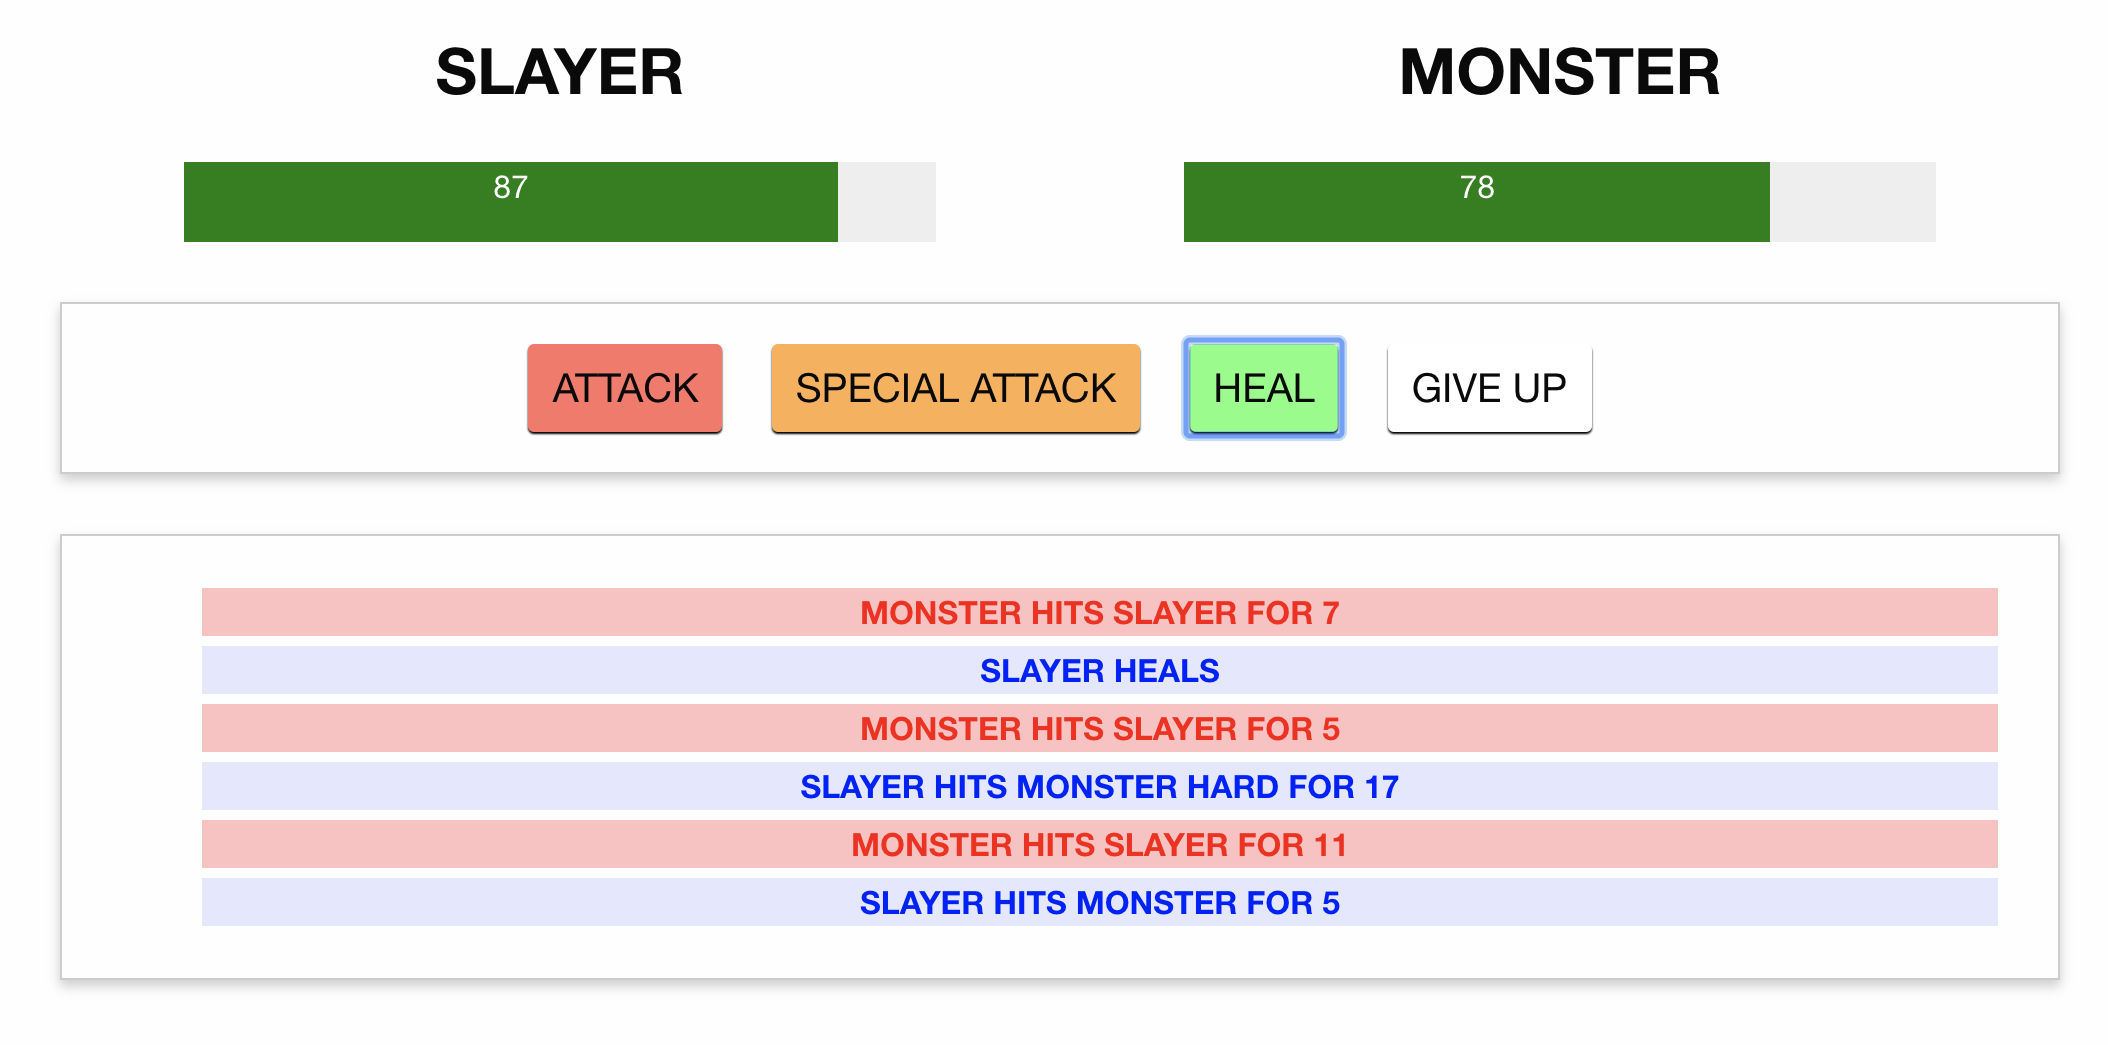 SLAYER
MONSTER
87
78
ATTACK
SPECIAL ATTACK
HEAL
GIVE UP
MONSTER HITS SLAYER FOR 7
SLAYER HEALS
MONSTER HITS SLAYER FOR 5
SLAYER HITS MONSTER HARD FOR 17
MONSTER HITS SLAYER FOR 11
SLAYER HITS MONSTER FOR 5